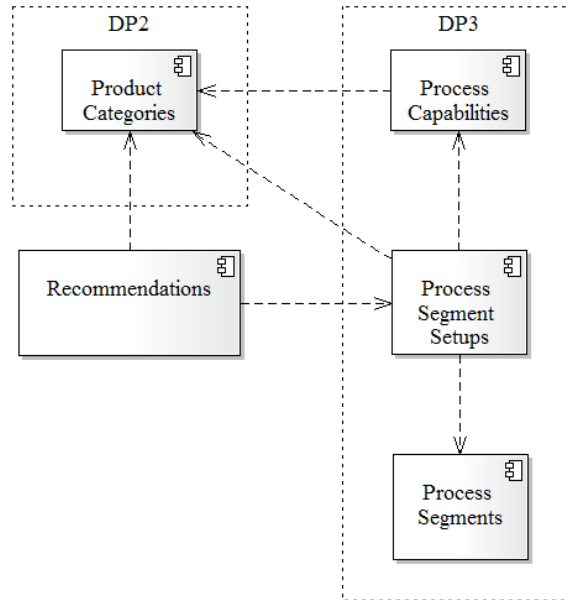 DP2
DP3
Product
Categories
Process
Capabilities
Recommendations
Process
Segment
Setups
Process
Segments